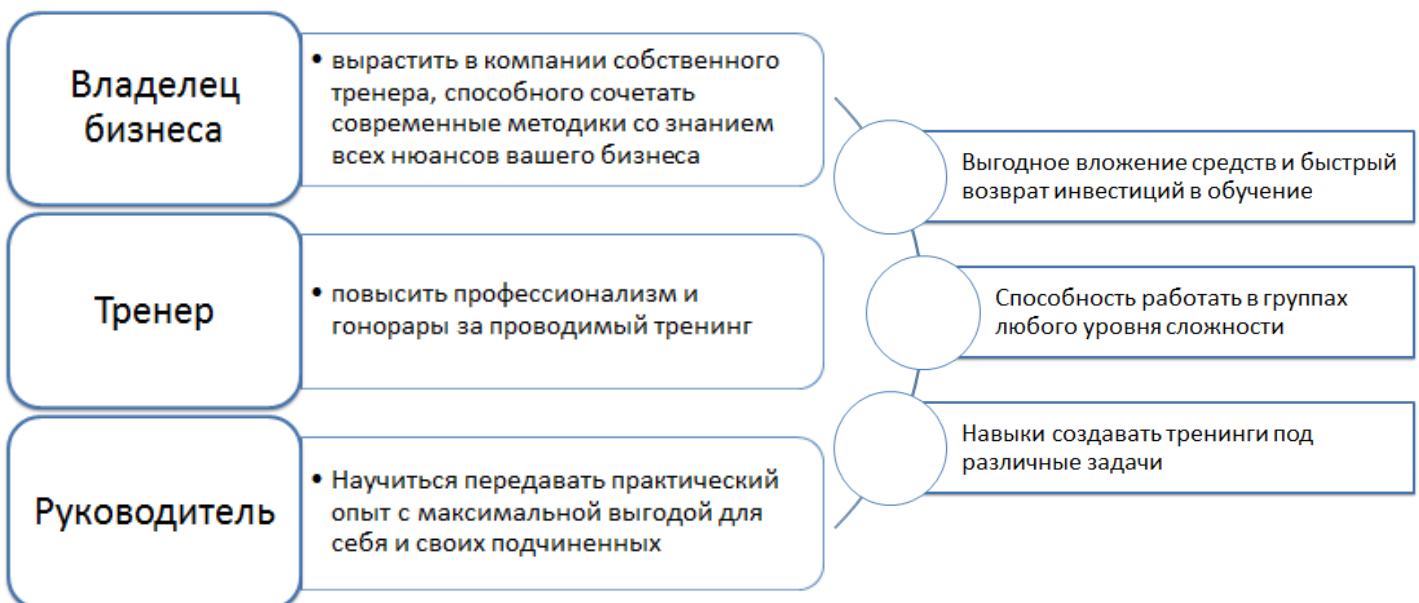 Владелец
бизнеса
• вырастить в компании собственного
тренера, способного сочетать
современные методики со знанием
всех нюансов вашего бизнеса
Тренер
• повысить профессионализм и
гонорары за проводимый тренинг
Руководитель
• Научиться передавать практический
опыт с максимальной выгодой для
себя и своих подчиненных
Выгодное вложение средств и быстрый
возврат инвестиций в обучение
Способность работать в группах
любого уровня сложности
Навыки создавать тренинги под
различные задачи